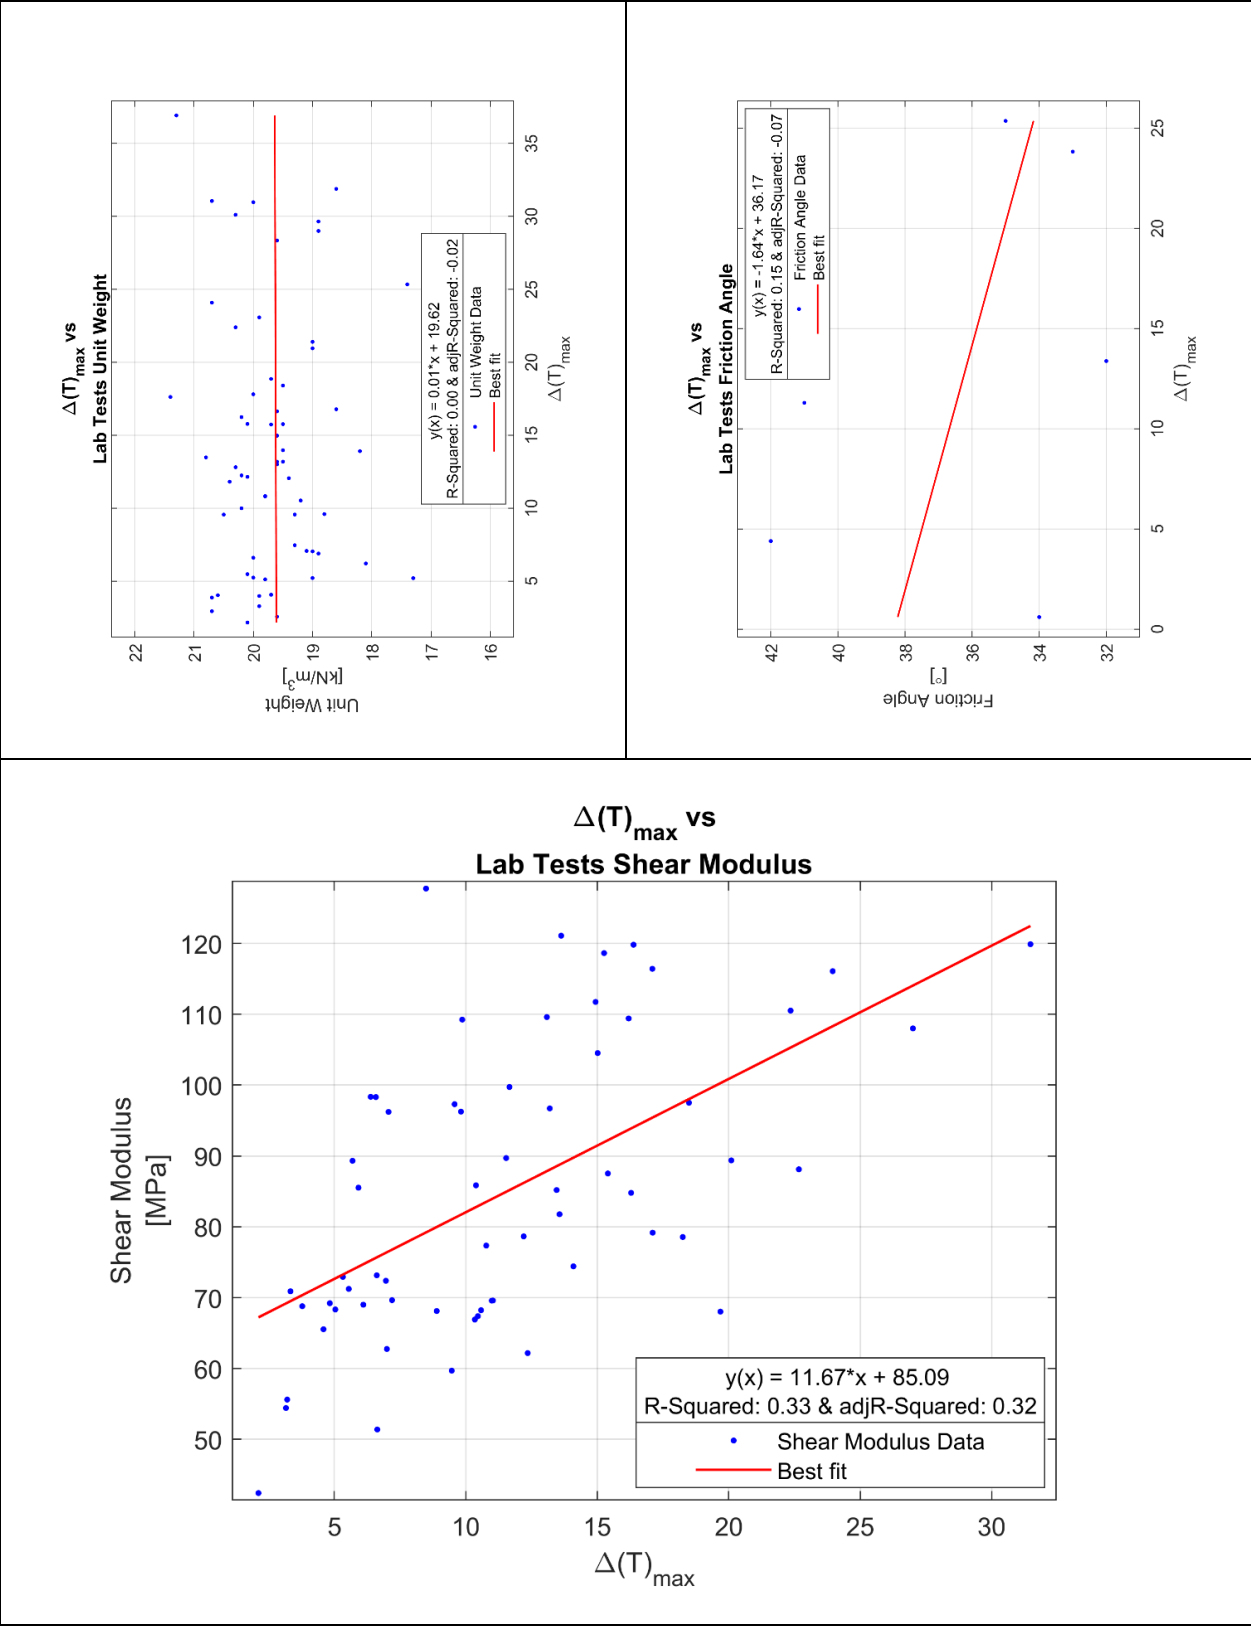 Δ(T)max vs
Lab Tests Unit Weight
22
21
20
19
18
17
16
Unit Weight
[kN/m3]
5
10
15
20
25
30
35
Δ(T)max
y(x) = 0.01*x + 19.62
R-Squared: 0.00 & adjR-Squared: -0.02
Unit Weight Data
Best fit
Δ(T)max vs
Lab Tests Friction Angle
42
40
38
36
34
32
Friction Angle
[°]
0
5
10
15
20
25
Δ(T)max
y(x) = -1.64*x + 36.17
R-Squared: 0.15 & adjR-Squared: -0.07
Friction Angle Data
Best fit
Δ(T)max vs
Lab Tests Shear Modulus
120
110
100
90
80
70
60
50
Shear Modulus
[MPa]
y(x) = 11.67*x + 85.09
R-Squared: 0.33 & adjR-Squared: 0.32
Shear Modulus Data
Best fit
5
10
15
20
25
30
Δ(T)max